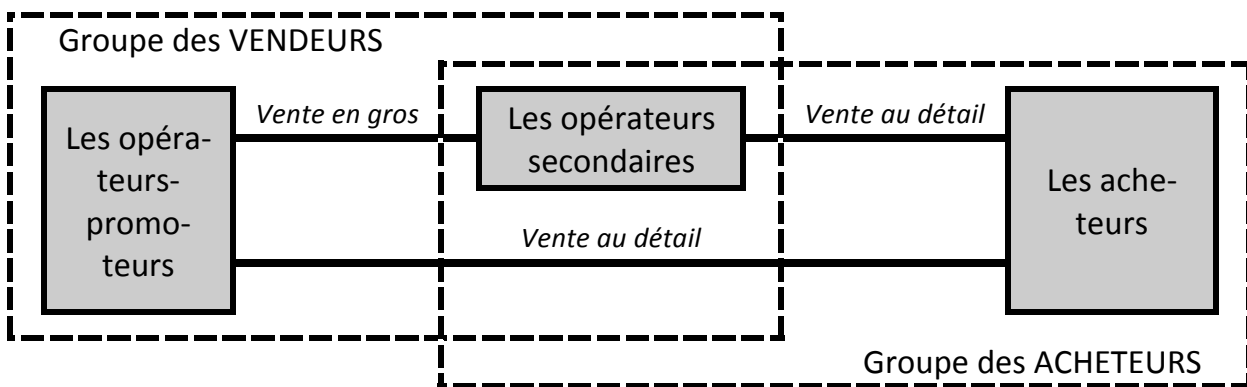 Groupe des VENDEURS
Les opéra-
teurs-
promo-
teurs
Vente en gros
Les opérateurs
secondaires
Vente au détail
Les ache-
teurs
Vente au détail
Groupe des ACHETEURS